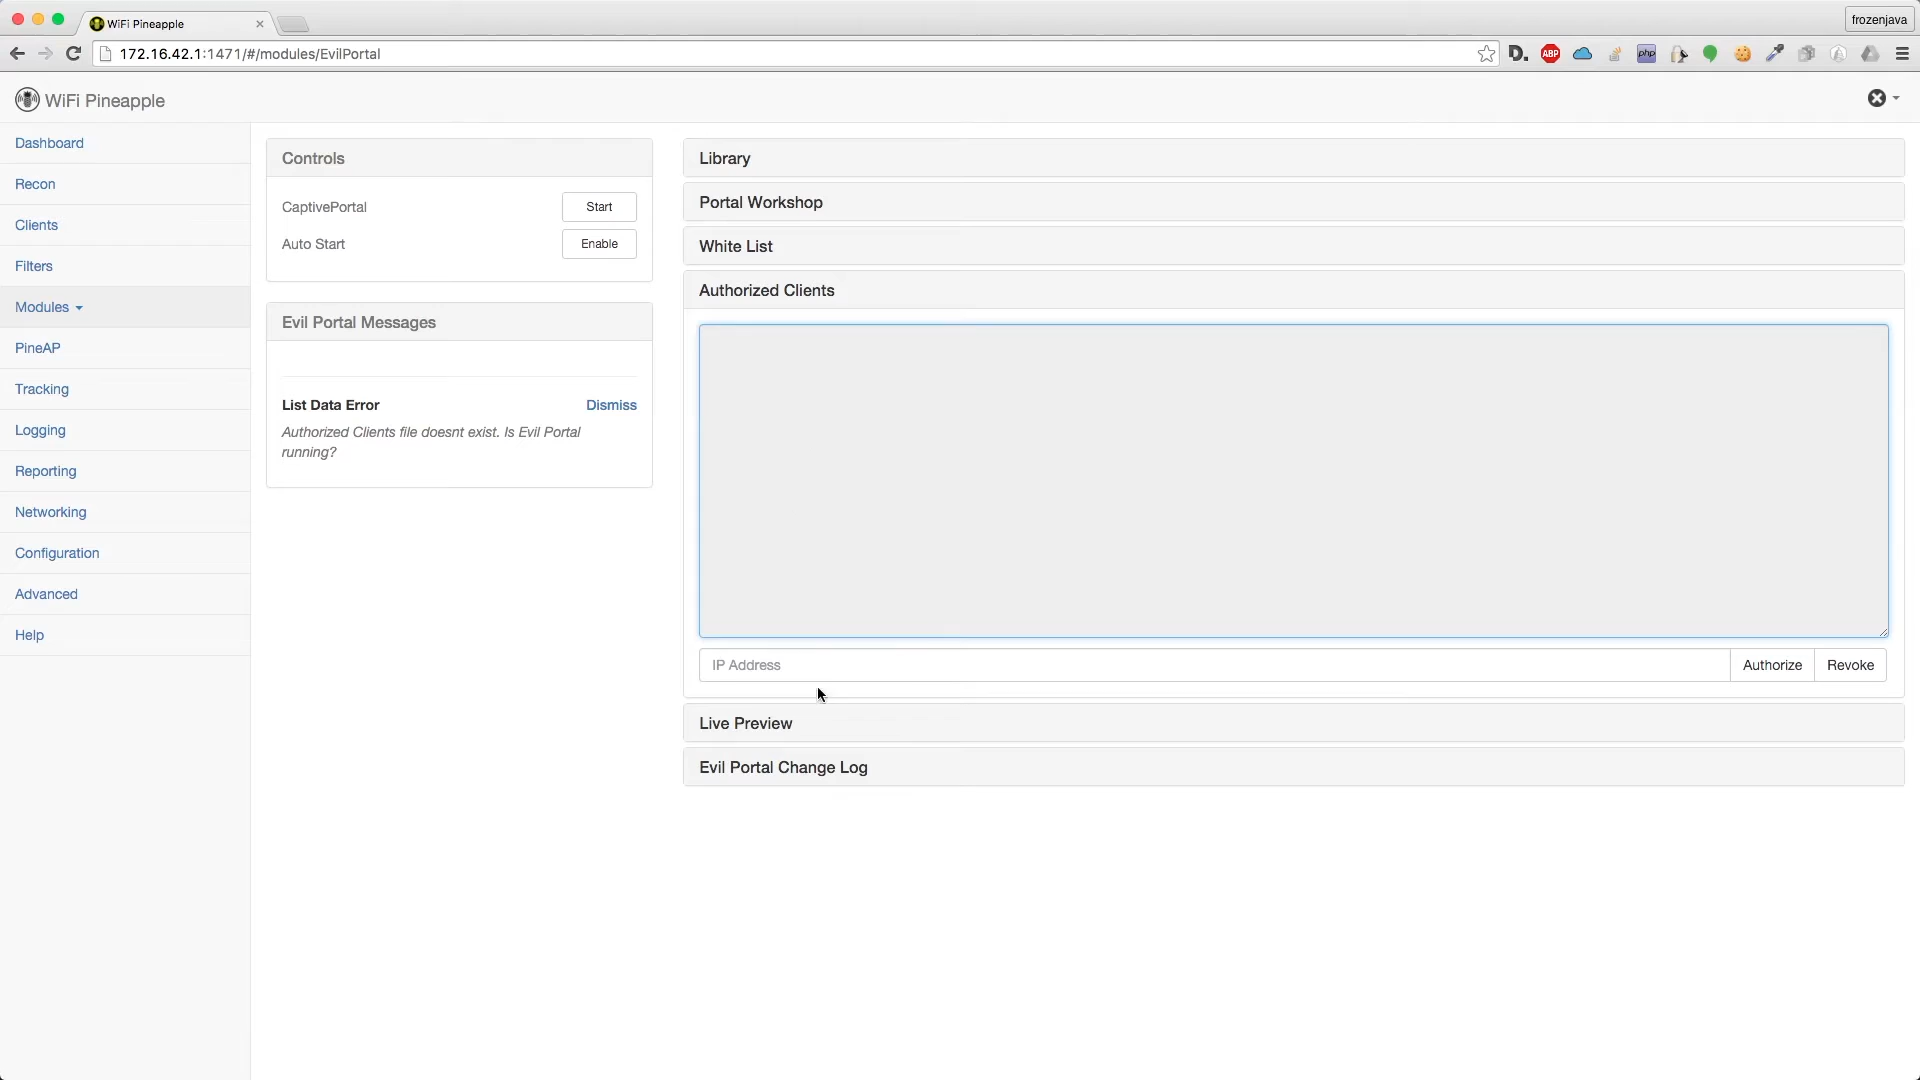 WiFi Pineapple
frozenjava
172.16.42.1:1471/#/modules/EvilPortal
D.
ABP
php
WiFi Pineapple
Dashboard
Recon
Clients
Filters
Modules
PineAP
Tracking
Logging
Reporting
Networking
Configuration
Advanced
Help
Controls
CaptivePortal
Start
Auto Start
Enable
Evil Portal Messages
List Data Error
Dismiss
Authorized Clients file doesnt exist. Is Evil Portal
running?
Library
Portal Workshop
White List
Authorized Clients
IP Address
Authorize
Revoke
Live Preview
Evil Portal Change Log